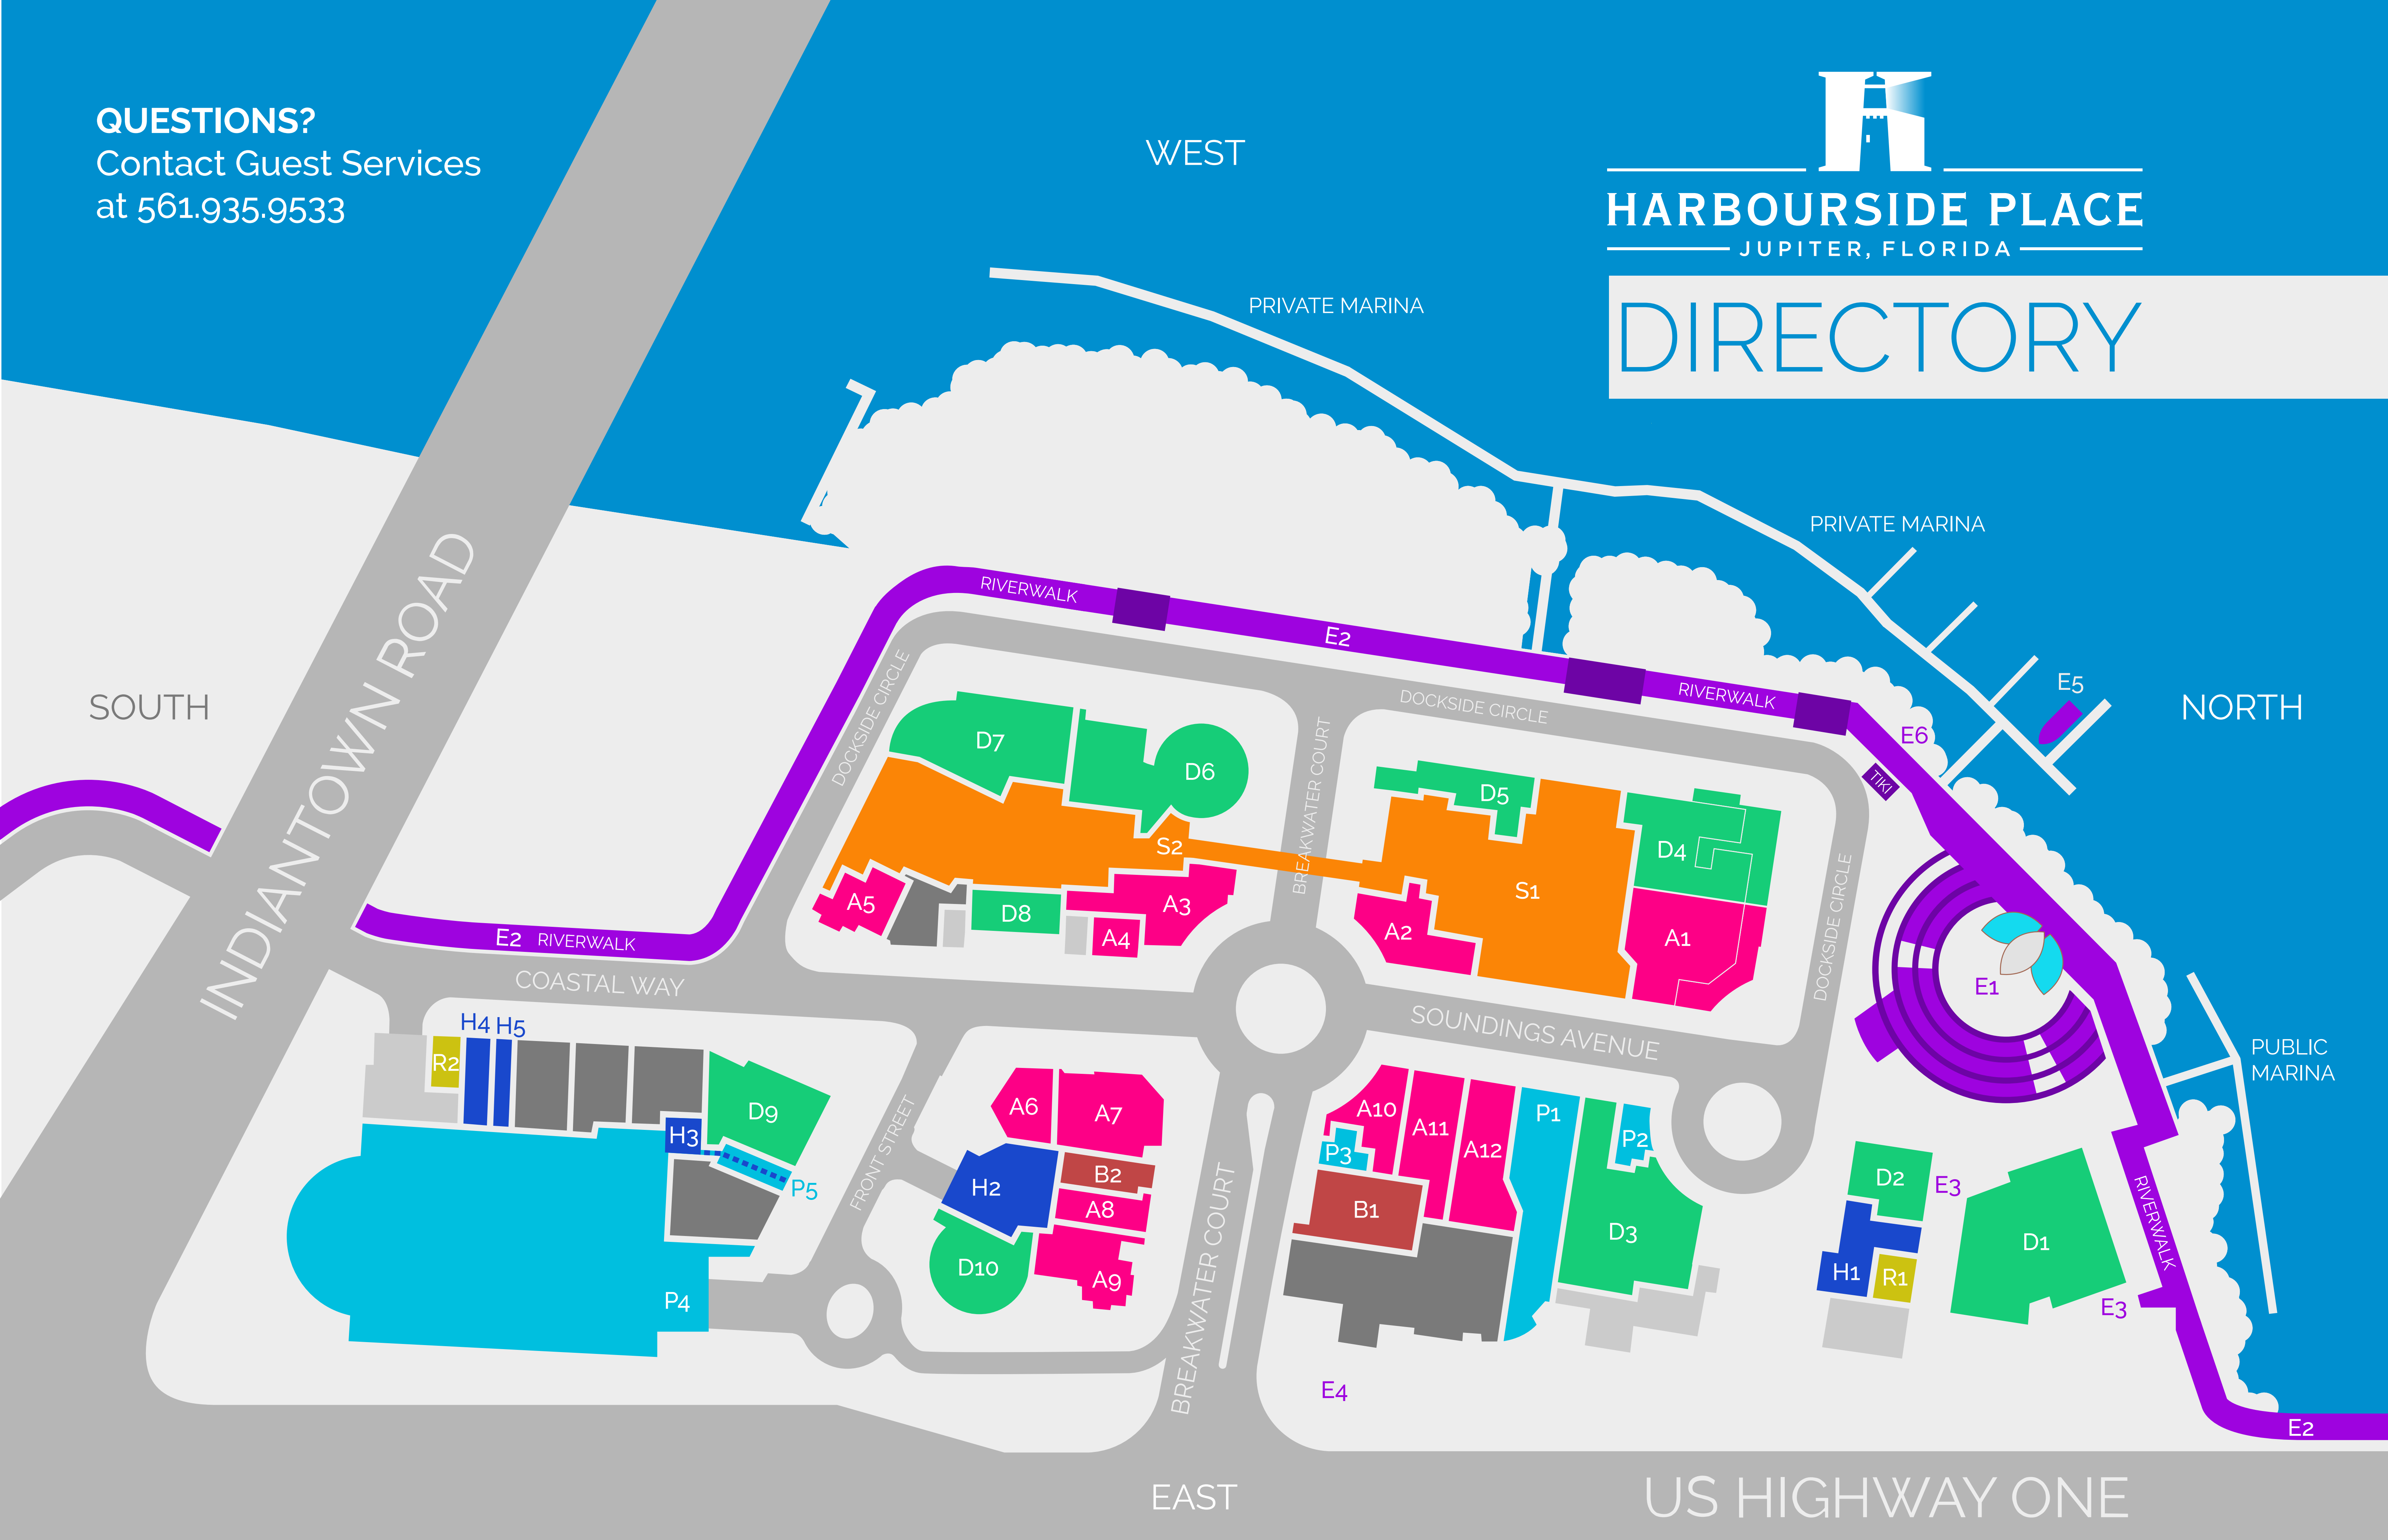 QUESTIONS?
Contact Guest Services
at 561.935.9533
WEST
HARBOURSIDE PLACE
JUPITER, FLORIDA
DIRECTORY
PRIVATE MARINA
PRIVATE MARINA
SOUTH
NORTH
INDIANTOWN ROAD
RIVERWALK
E2
RIVERWALK
E5
E6
TIKI
DOCKSIDE CIRCLE
DOCKSIDE CIRCLE
BREAKWATER COURT
DOCKSIDE CIRCLE
D7
D6
D5
D4
S2
S1
A5
D8
A3
A4
A2
A1
E1
E2 RIVERWALK
COASTAL WAY
SOUNDINGS AVENUE
PUBLIC
MARINA
H4 H5
R2
D9
H3
P5
P4
FRONT STREET
A6
A7
H2
B2
A8
D10
A9
BREAKWATER COURT
A10
A11
A12
P1
P2
P3
B1
D3
D2
E3
H1
R1
D1
RIVERWALK
E3
E4
E2
EAST
US HIGHWAY ONE